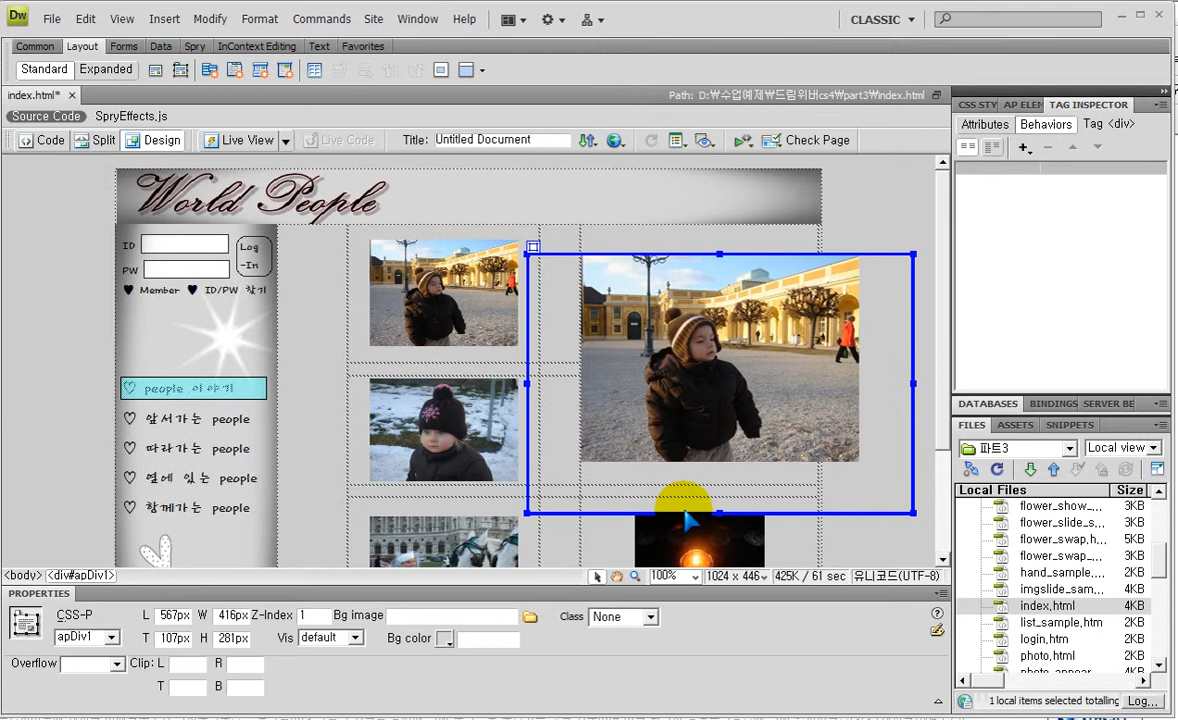 Dw File Edit View Insert Modify Format Commands Site Window Help CLASSIC
Common Layout Forms Data Spry InContext Editing Text Favorites
Standard Expanded
index.html* Path: D:₩수업예제₩드림위버cs4₩part3₩index.html
Source Code SpryEffects.js
Code Split Design Live View Live Code Title: Untitled Document Check Page
World People
ID Log
PW -In
♥ Member ♥ ID/PW 찾기
♡ people 이야기
♡ 앞서가는 people
♡ 따라가는 people
♡ 옆에 있는 people
♡ 함께가는 people
<body> <div#apDiv1> 100% 1024 x 446 425K / 61 sec 유니코드(UTF-8)
PROPERTIES
CSS-P L 567px W 416px Z-Index 1 Bg image Class None
apDiv1 T 107px H 281px Vis default Bg color
Overflow Clip: L R
T B
CSS STY AP ELEM TAG INSPECTOR
Attributes Behaviors Tag <div>
DATABASES BINDINGS SERVER BE
FILES ASSETS SNIPPETS
파트3 Local view
Local Files Size
flower_show_... 3KB
flower_slide_s... 3KB
flower_swap,h... 5KB
flower_swap_... 3KB
hand_sample,... 2KB
imgslide_sam,... 2KB
index,html 4KB
list_sample,htm 2KB
login,htm 2KB
photo,html 2KB
1 local items selected totalling Log...